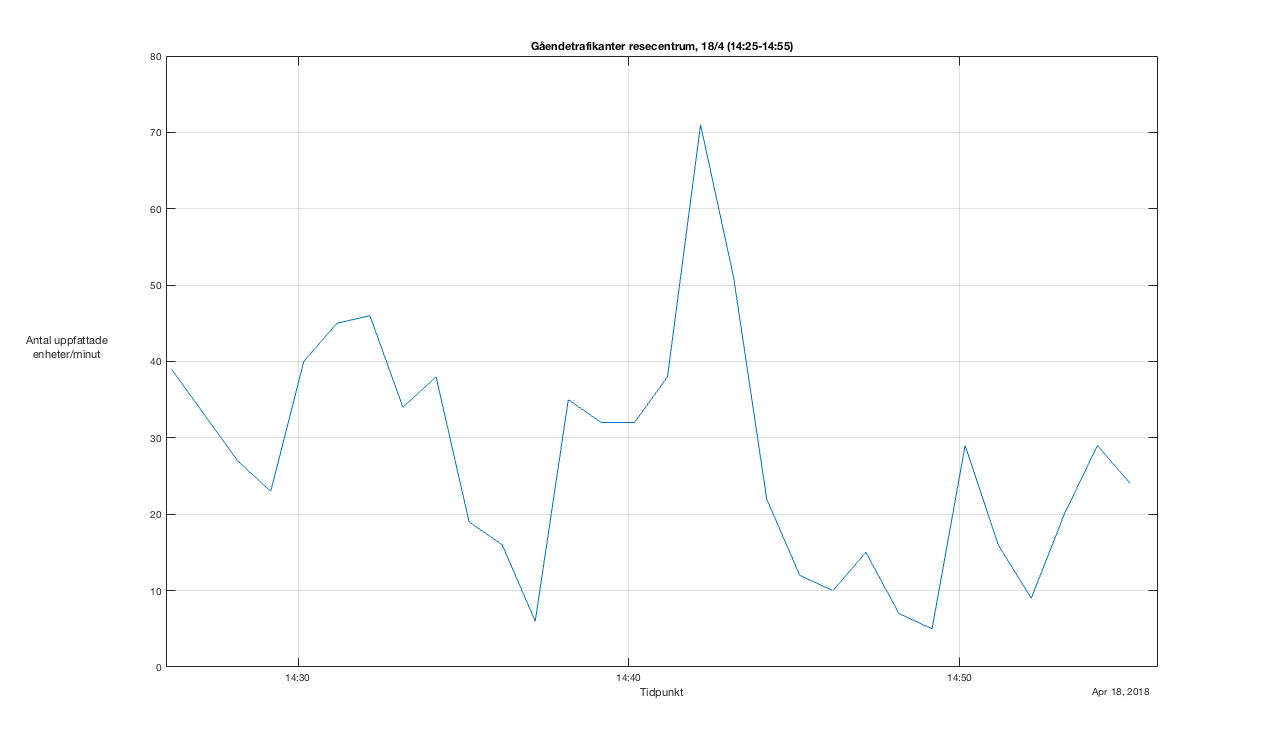 Gåendetrafikanter resecentrum, 18/4 (14:25-14:55)
80
70
60
50
40
30
20
10
0
Antal uppfattade
enheter/minut
14:30
14:40
14:50
Tidpunkt
Apr 18, 2018